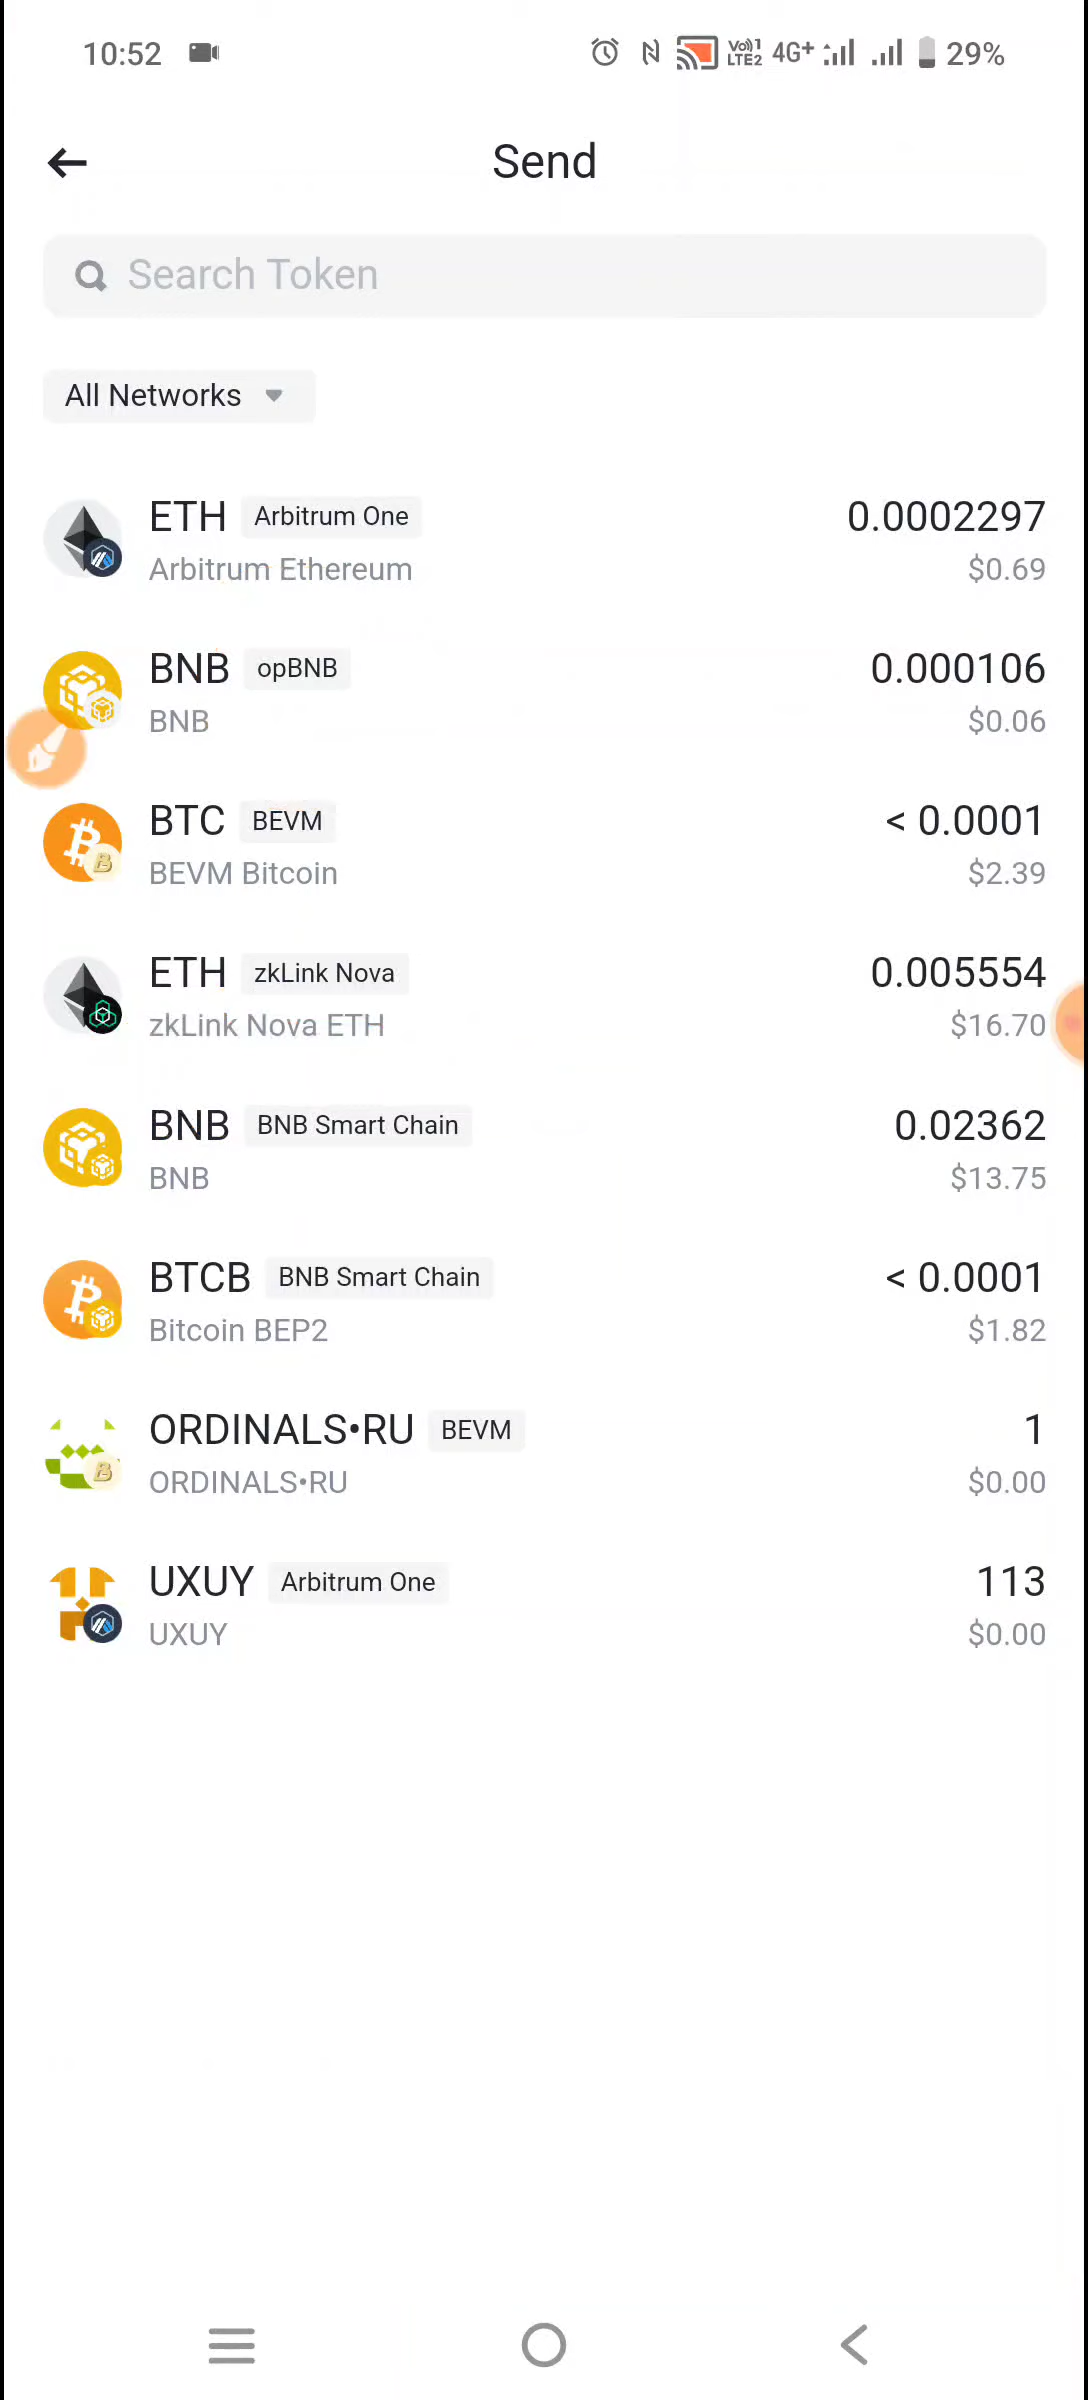 10:52 Vo))1 LTE2 4G+ 29%
Send
Search Token
All Networks
ETH Arbitrum One 0.0002297
Arbitrum Ethereum $0.69
BNB opBNB 0.000106
BNB $0.06
BTC BEVM < 0.0001
BEVM Bitcoin $2.39
ETH zkLink Nova 0.005554
zkLink Nova ETH $16.70
BNB BNB Smart Chain 0.02362
BNB $13.75
BTCB BNB Smart Chain < 0.0001
Bitcoin BEP2 $1.82
ORDINALS•RU BEVM 1
ORDINALS•RU $0.00
UXUY Arbitrum One 113
UXUY $0.00